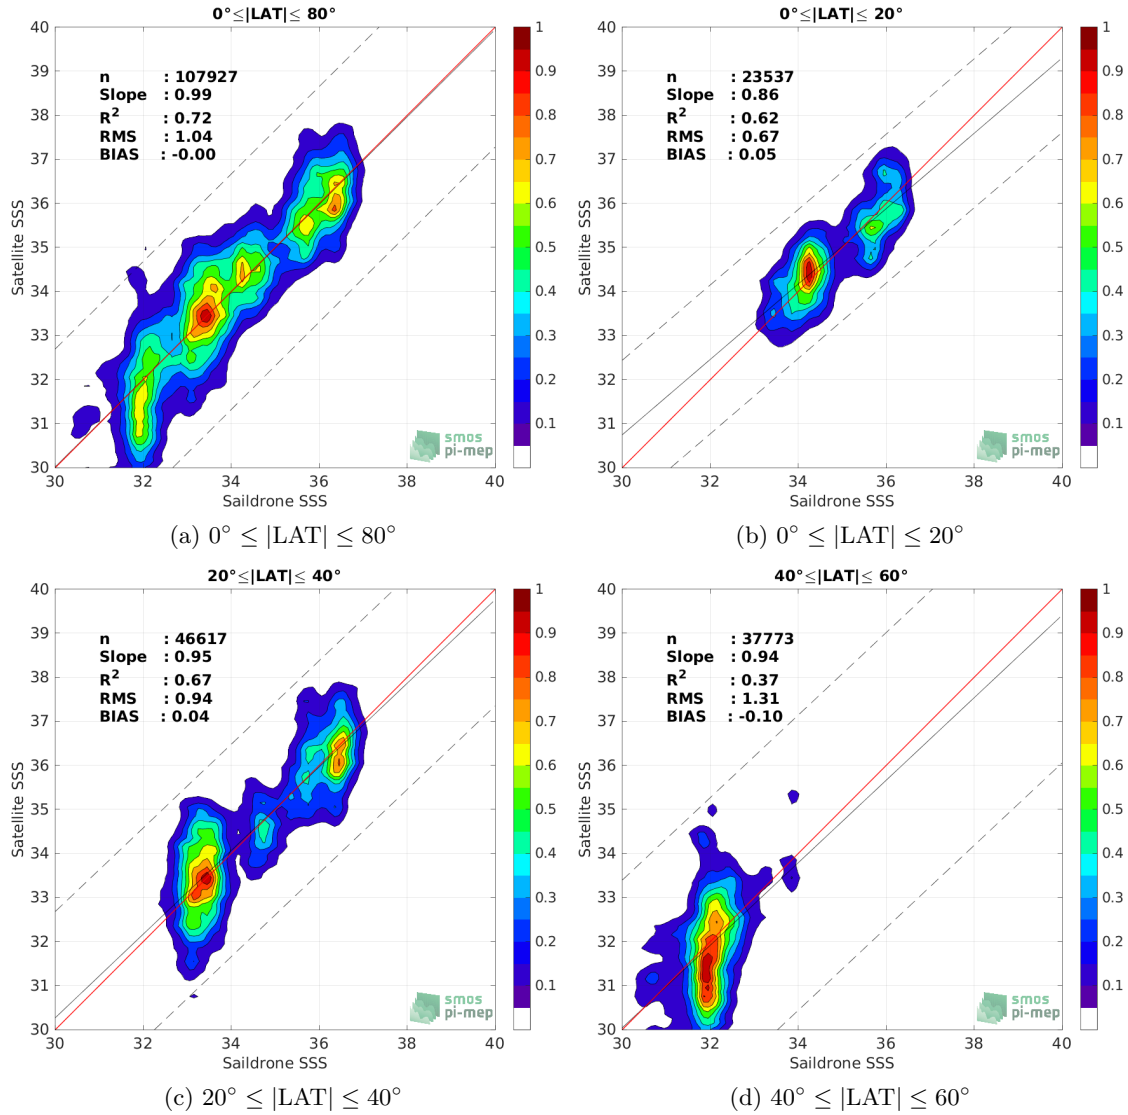 0°≤|LAT|≤ 80°
40
39
38
37
36
35
34
33
32
31
30
Satellite SSS
n : 107927
Slope : 0.99
R² : 0.72
RMS : 1.04
BIAS : -0.00
smos
pi-mep
30 32 34 36 38 40
Saildrone SSS
1
0.9
0.8
0.7
0.6
0.5
0.4
0.3
0.2
0.1
(a) 0° ≤ |LAT| ≤ 80°
0°≤|LAT|≤ 20°
40
39
38
37
36
35
34
33
32
31
30
Satellite SSS
n : 23537
Slope : 0.86
R² : 0.62
RMS : 0.67
BIAS : 0.05
smos
pi-mep
30 32 34 36 38 40
Saildrone SSS
1
0.9
0.8
0.7
0.6
0.5
0.4
0.3
0.2
0.1
(b) 0° ≤ |LAT| ≤ 20°
20°≤|LAT|≤ 40°
40
39
38
37
36
35
34
33
32
31
30
Satellite SSS
n : 46617
Slope : 0.95
R² : 0.67
RMS : 0.94
BIAS : 0.04
smos
pi-mep
30 32 34 36 38 40
Saildrone SSS
1
0.9
0.8
0.7
0.6
0.5
0.4
0.3
0.2
0.1
(c) 20° ≤ |LAT| ≤ 40°
40°≤|LAT|≤ 60°
40
39
38
37
36
35
34
33
32
31
30
Satellite SSS
n : 37773
Slope : 0.94
R² : 0.37
RMS : 1.31
BIAS : -0.10
smos
pi-mep
30 32 34 36 38 40
Saildrone SSS
1
0.9
0.8
0.7
0.6
0.5
0.4
0.3
0.2
0.1
(d) 40° ≤ |LAT| ≤ 60°